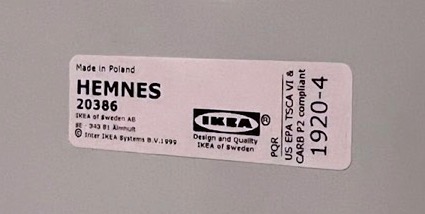 Made in Poland
HEMNES
20386
IKEA of Sweden AB
SE - 343 81 Älmhult
© Inter IKEA Systems B.V. 1999
IKEA®
Design and Quality
IKEA of Sweden
PQR
US EPA TSCA VI &
CARB P2 compliant
1920-4